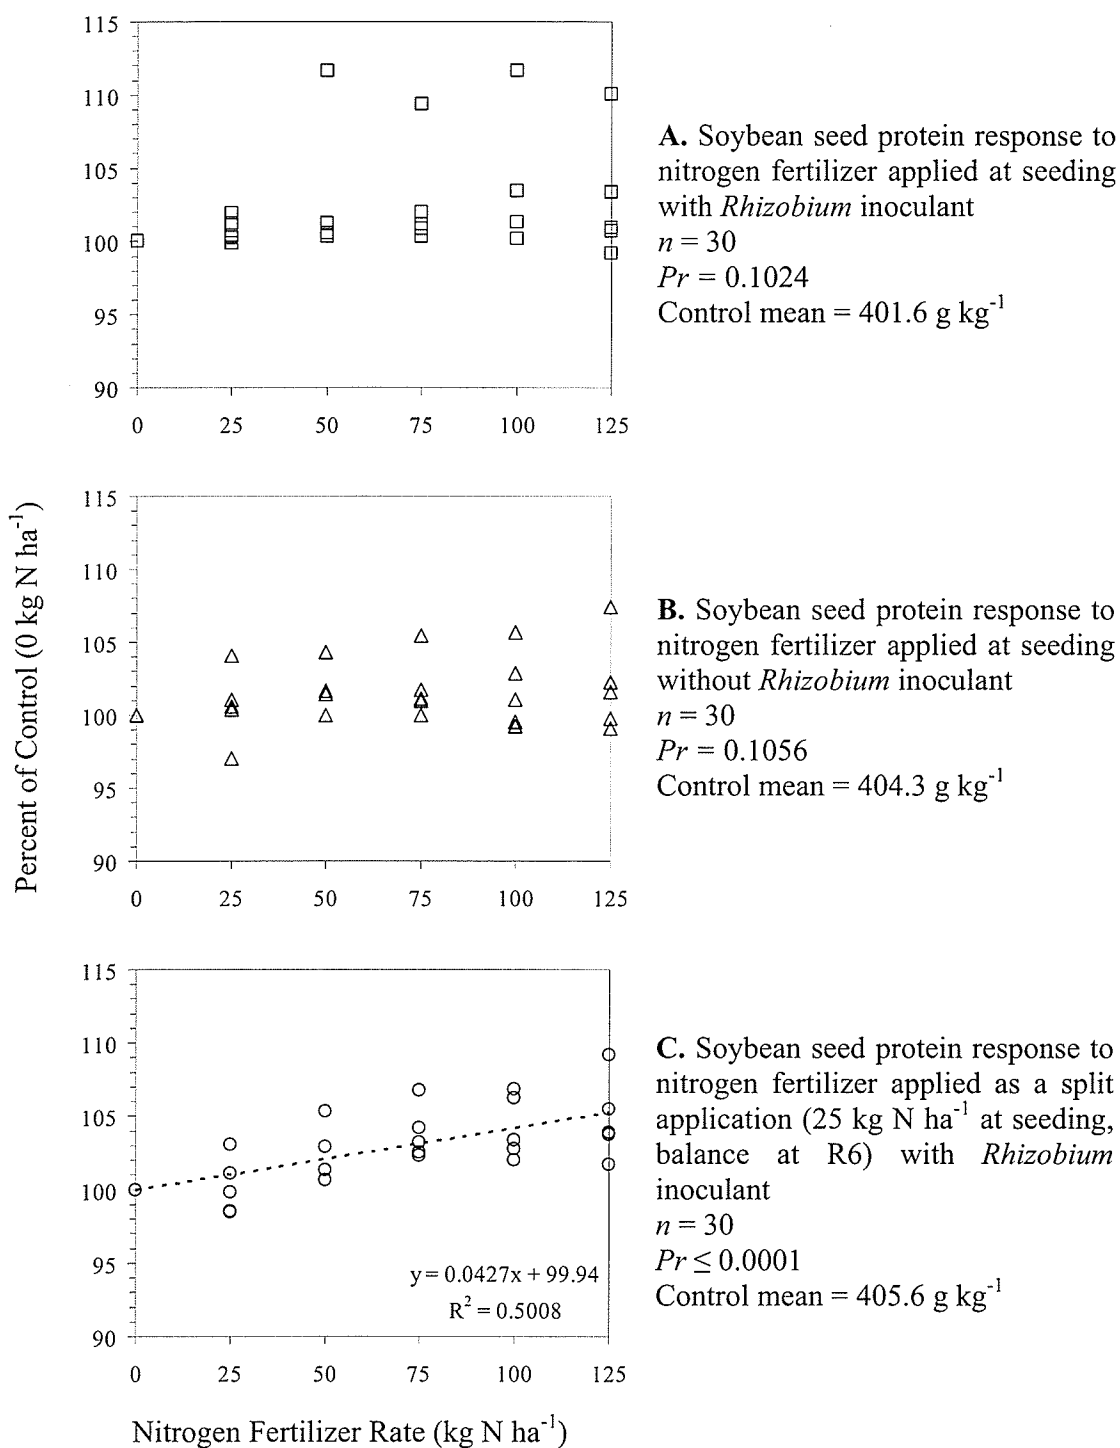 115
110
105
100
95
90
0 25 50 75 100 125
A. Soybean seed protein response to
nitrogen fertilizer applied at seeding
with Rhizobium inoculant
n = 30
Pr = 0.1024
Control mean = 401.6 g kg⁻¹
Percent of Control (0 kg N ha⁻¹)
115
110
105
100
95
90
0 25 50 75 100 125
B. Soybean seed protein response to
nitrogen fertilizer applied at seeding
without Rhizobium inoculant
n = 30
Pr = 0.1056
Control mean = 404.3 g kg⁻¹
115
110
105
100
95
90
y = 0.0427x + 99.94
R² = 0.5008
0 25 50 75 100 125
C. Soybean seed protein response to
nitrogen fertilizer applied as a split
application (25 kg N ha⁻¹ at seeding,
balance at R6) with Rhizobium
inoculant
n = 30
Pr ≤ 0.0001
Control mean = 405.6 g kg⁻¹
Nitrogen Fertilizer Rate (kg N ha⁻¹)